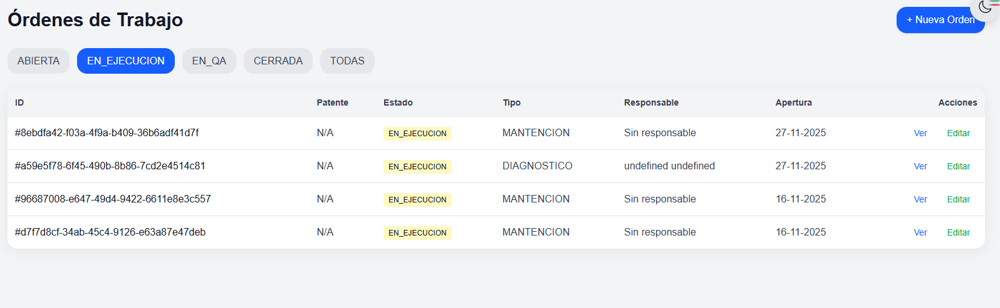 Órdenes de Trabajo
+ Nueva Orden
ABIERTA EN_EJECUCION EN_QA CERRADA TODAS
ID Patente Estado Tipo Responsable Apertura Acciones
#8ebdfa42-f03a-4f9a-b409-36b6adf41d7f N/A EN_EJECUCION MANTENCION Sin responsable 27-11-2025 Ver Editar
#a59e5f78-6f45-490b-8b86-7cd2e4514c81 N/A EN_EJECUCION DIAGNOSTICO undefined undefined 27-11-2025 Ver Editar
#96687008-e647-49d4-9422-6611e8e3c557 N/A EN_EJECUCION MANTENCION Sin responsable 16-11-2025 Ver Editar
#d7f7d8cf-34ab-45c4-9126-e63a87e47deb N/A EN_EJECUCION MANTENCION Sin responsable 16-11-2025 Ver Editar